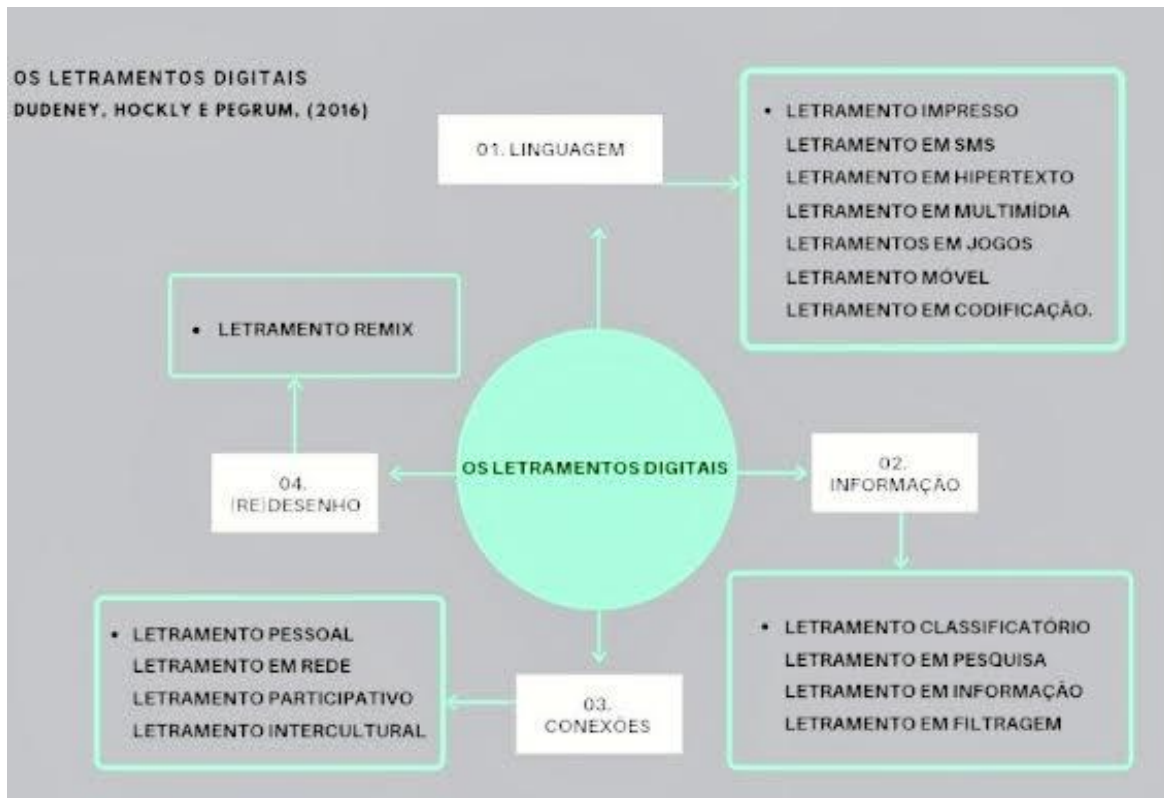 OS LETRAMENTOS DIGITAIS
DUDENEY, HOCKLY E PEGRUM, (2016)
01. LINGUAGEM
• LETRAMENTO IMPRESSO
LETRAMENTO EM SMS
LETRAMENTO EM HIPERTEXTO
LETRAMENTO EM MULTIMÍDIA
LETRAMENTOS EM JOGOS
LETRAMENTO MÓVEL
LETRAMENTO EM CODIFICAÇÃO.
OS LETRAMENTOS DIGITAIS
02.
INFORMAÇÃO
• LETRAMENTO CLASSIFICATÓRIO
LETRAMENTO EM PESQUISA
LETRAMENTO EM INFORMAÇÃO
LETRAMENTO EM FILTRAGEM
03.
CONEXÕES
• LETRAMENTO PESSOAL
LETRAMENTO EM REDE
LETRAMENTO PARTICIPATIVO
LETRAMENTO INTERCULTURAL
04.
(RE)DESENHO
• LETRAMENTO REMIX